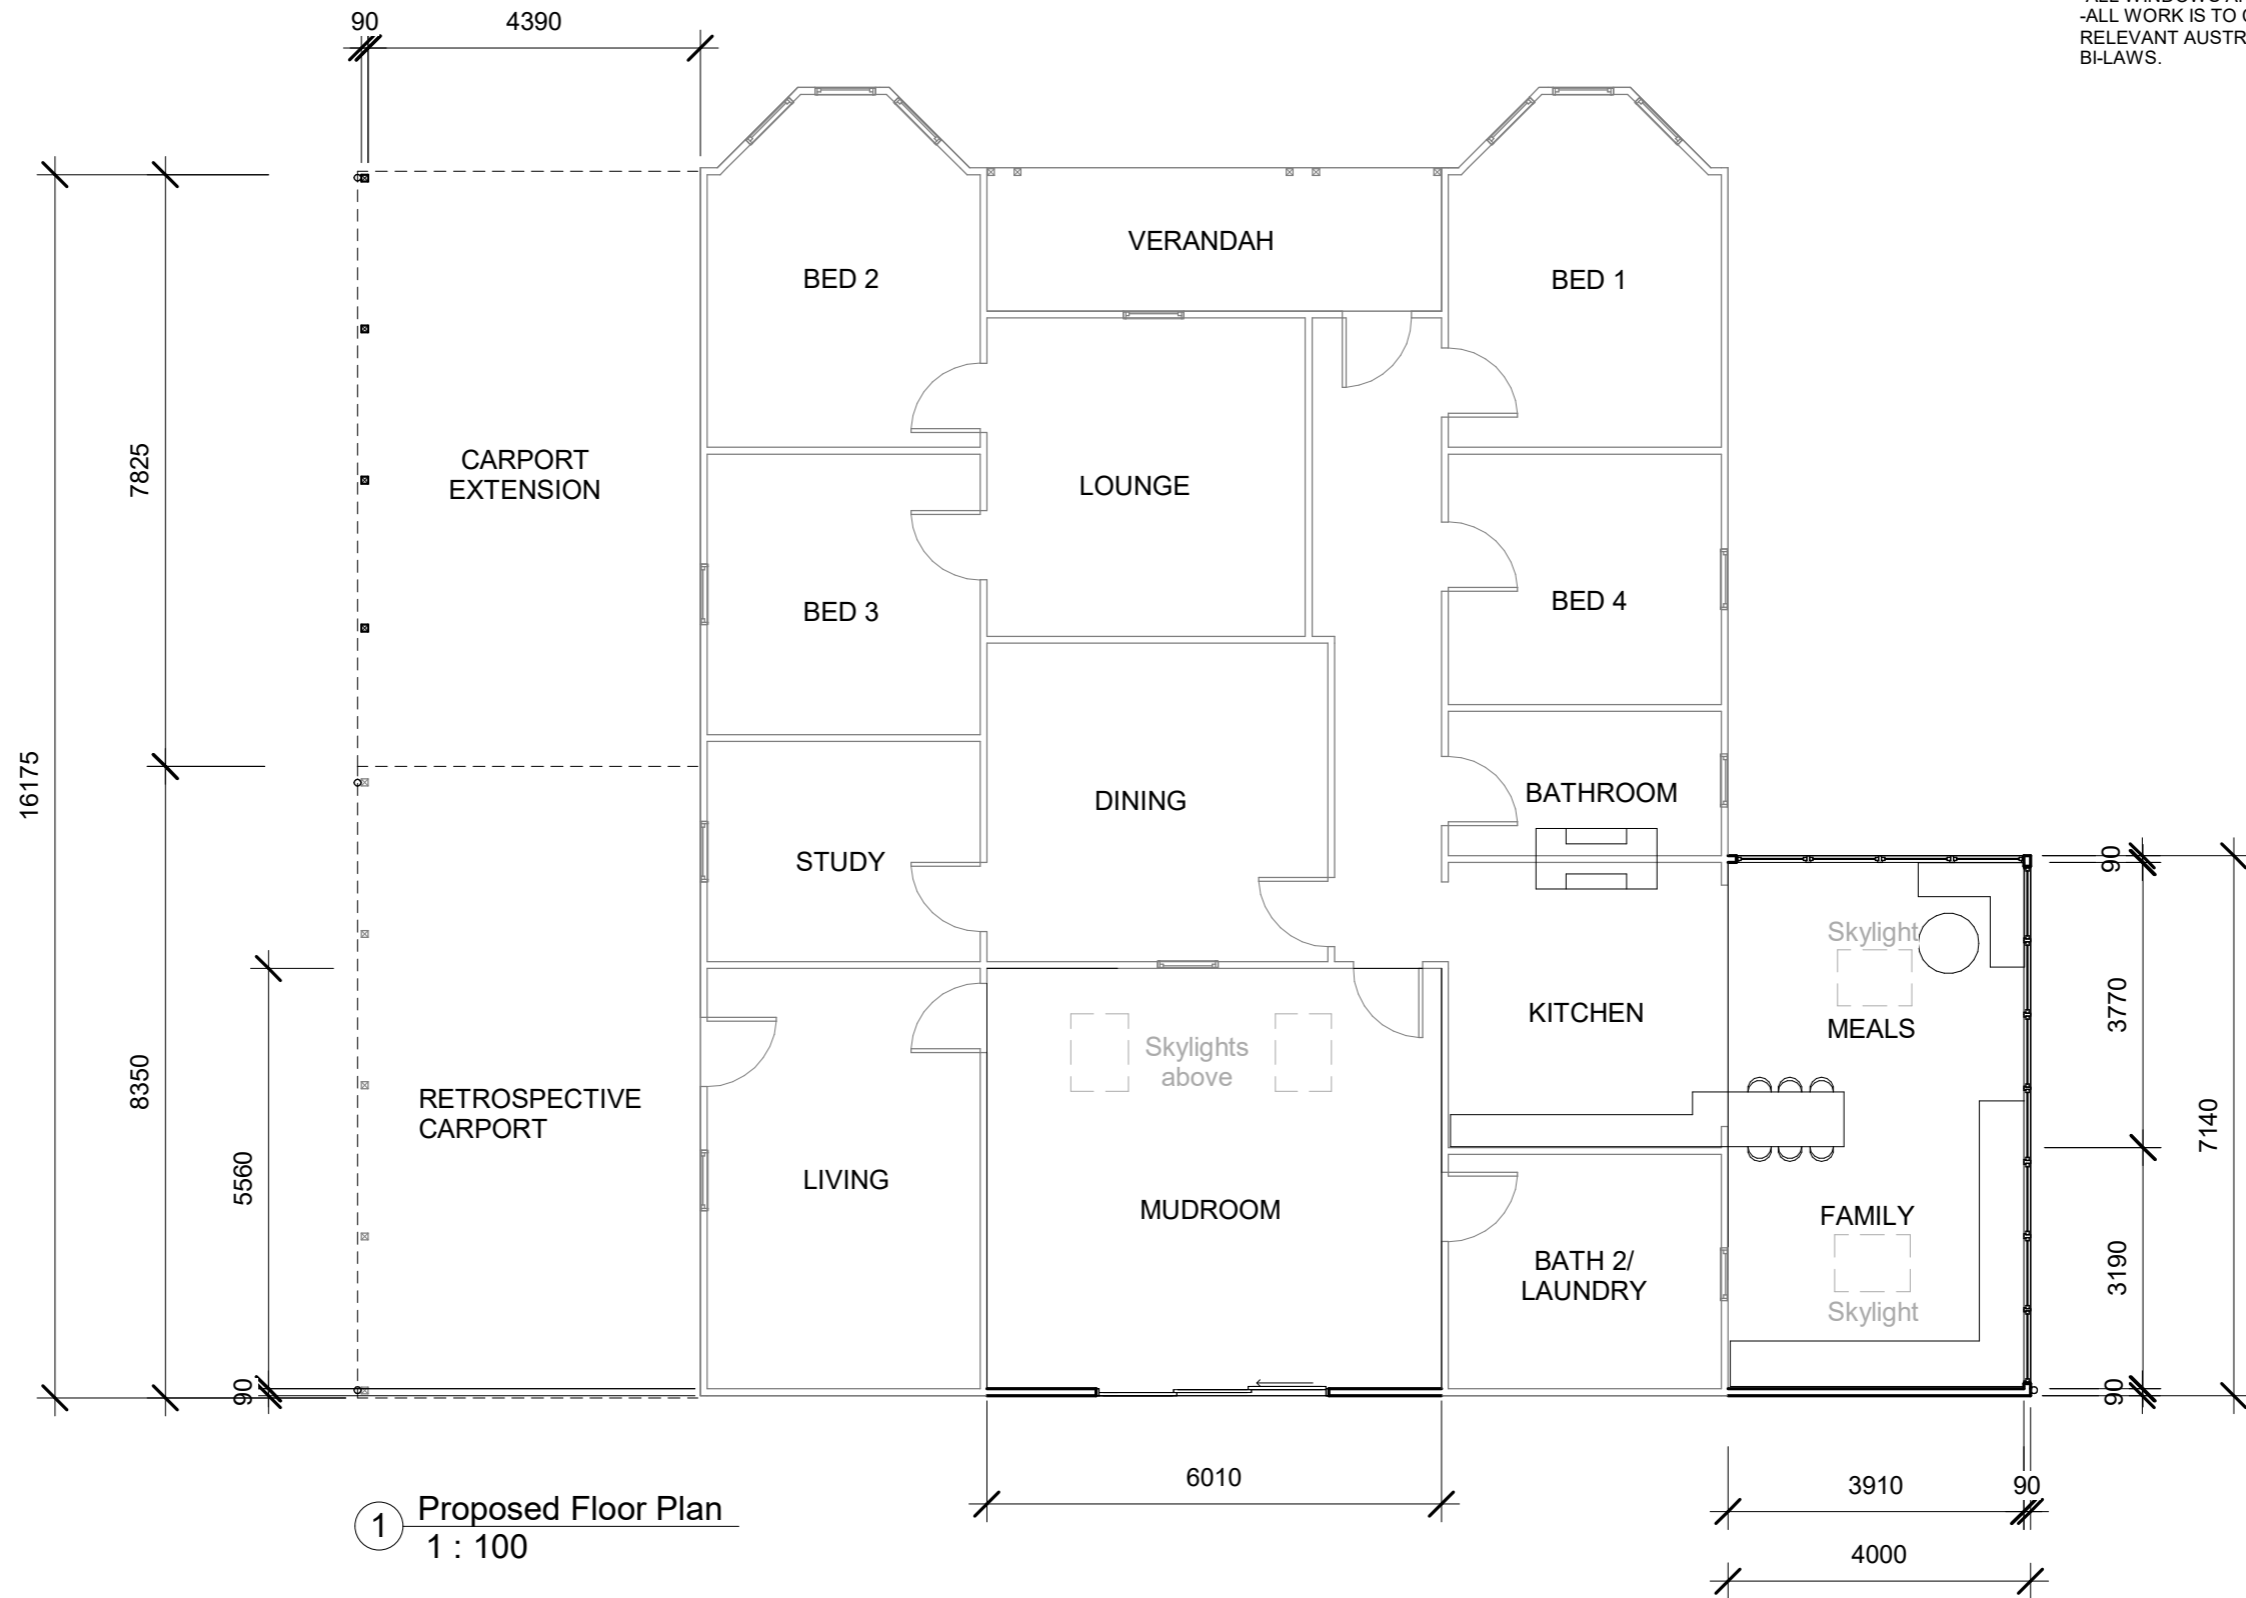 -ALL WORK IS TO
RELEVANT AUSTR
BI-LAWS.
90
4390
VERANDAH
BED 2
BED 1
7825
CARPORT
EXTENSION
LOUNGE
BED 3
BED 4
16175
DINING
BATHROOM
STUDY
90
Skylight
KITCHEN
MEALS
3770
Skylights
above
8350
RETROSPECTIVE
CARPORT
7140
5560
LIVING
MUDROOM
FAMILY
BATH 2/
LAUNDRY
3190
Skylight
90
90
6010
3910
90
4000
1
Proposed Floor Plan
1 : 100